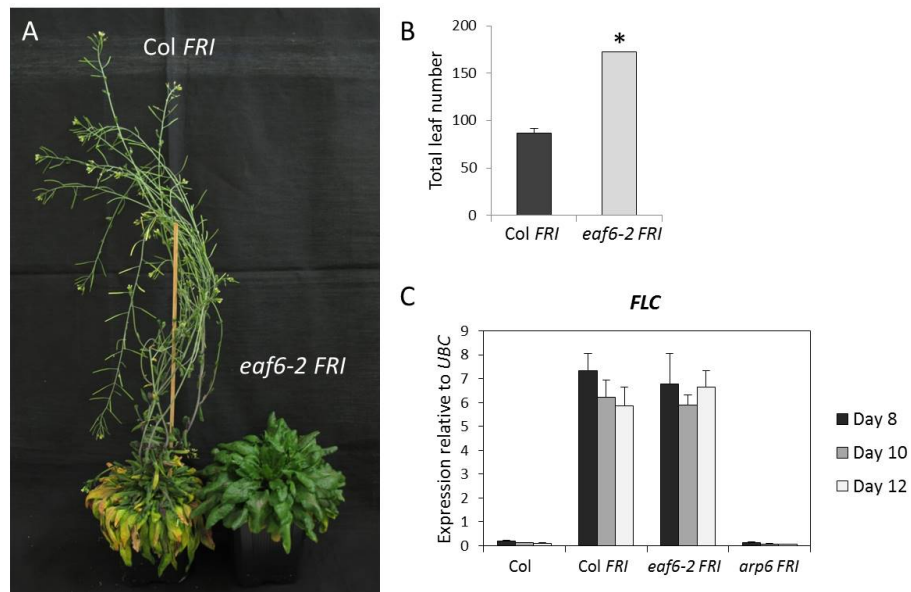 A
Col FRI
eaf6-2 FRI
B
Total leaf number
200
150
100
50
0
*
Col FRI
eaf6-2 FRI
C
FLC
Expression relative to UBC
9
8
7
6
5
4
3
2
1
0
Col
Col FRI
eaf6-2 FRI
arp6 FRI
Day 8
Day 10
Day 12